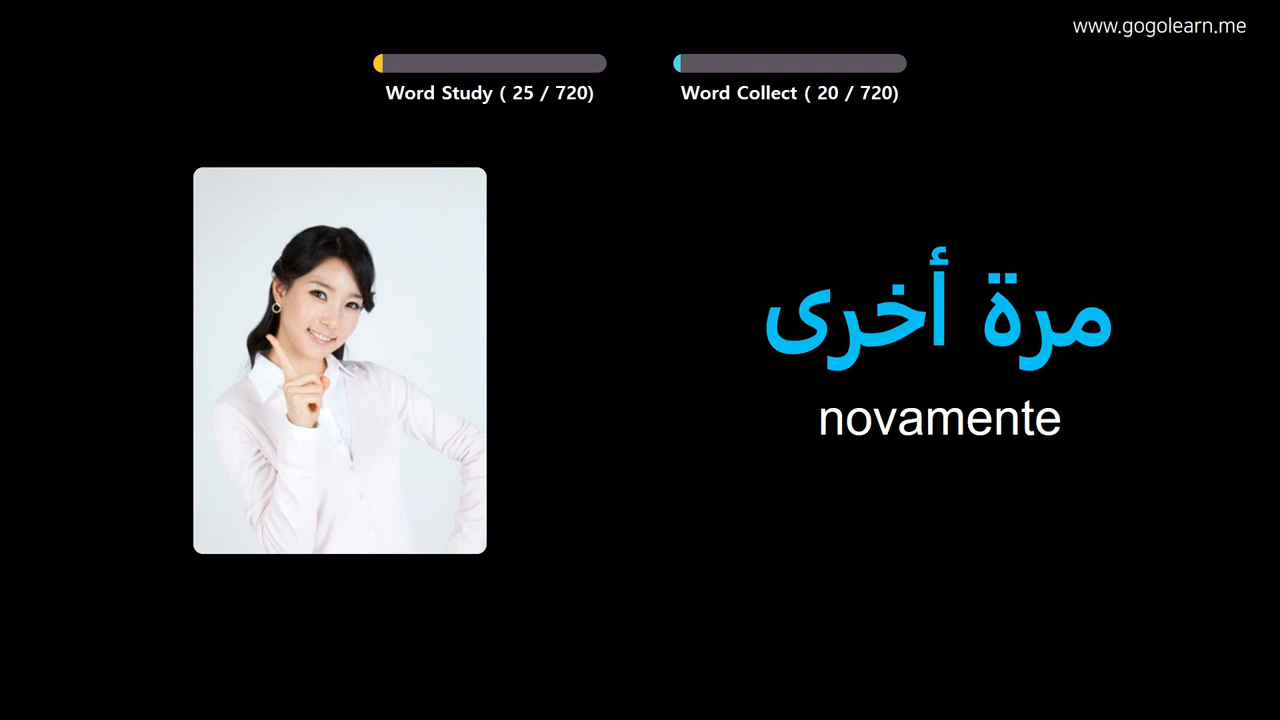 www.gogolearn.me
Word Study ( 25 / 720)
Word Collect ( 20 / 720)
مرة أخرى
novamente